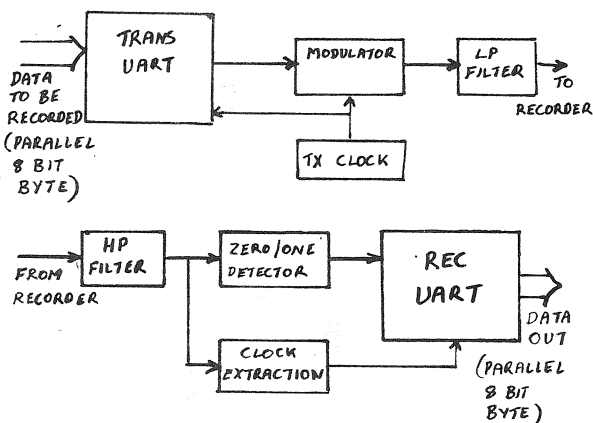 TRANS
UART
DATA
TO BE
RECORDED
(PARALLEL
8 BIT
BYTE)
MODULATOR
LP
FILTER
TO
RECORDER
TX CLOCK
FROM
RECORDER
HP
FILTER
ZERO/ONE
DETECTOR
CLOCK
EXTRACTION
REC
UART
DATA
OUT
(PARALLEL
8 BIT
BYTE)